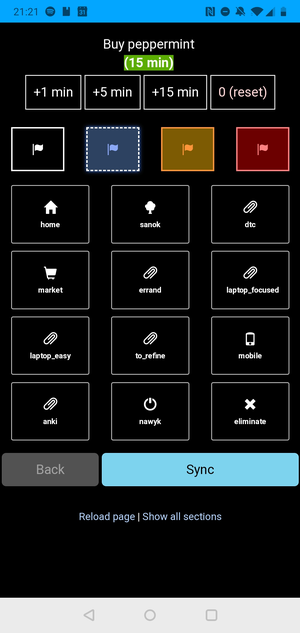 21:21
31
Buy peppermint
(15 min)
+1 min +5 min +15 min 0 (reset)
home sanok dtc
market errand laptop_focused
laptop_easy to_refine mobile
anki nawyk eliminate
Back Sync
Reload page | Show all sections